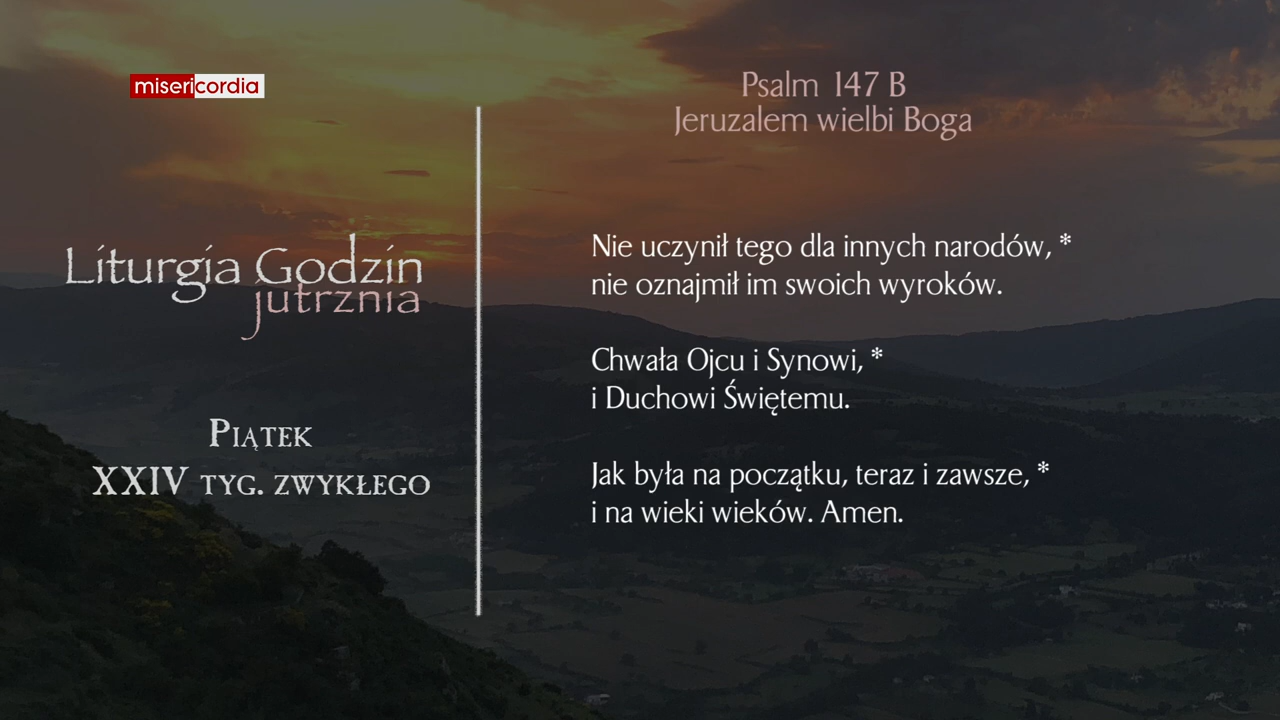 misericordia
Liturgia Godzin
jutrznia
Piątek
XXIV tyg. zwykłego
Psalm 147 B
Jeruzalem wielbi Boga
Nie uczynił tego dla innych narodów, *
nie oznajmił im swoich wyroków.
Chwała Ojcu i Synowi, *
i Duchowi Świętemu.
Jak była na początku, teraz i zawsze, *
i na wieki wieków. Amen.